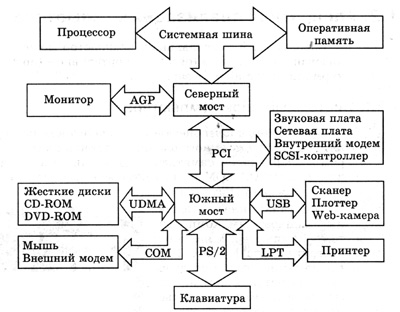 Процессор
Системная шина
Оперативная
память
Монитор
AGP
Северный
мост
PCI
Звуковая плата
Сетевая плата
Внутренний модем
SCSI-контроллер
Жесткие диски
CD-ROM
DVD-ROM
UDMA
Южный
мост
USB
Сканер
Плоттер
Web-камера
Мышь
Внешний модем
COM
PS/2
LPT
Принтер
Клавиатура